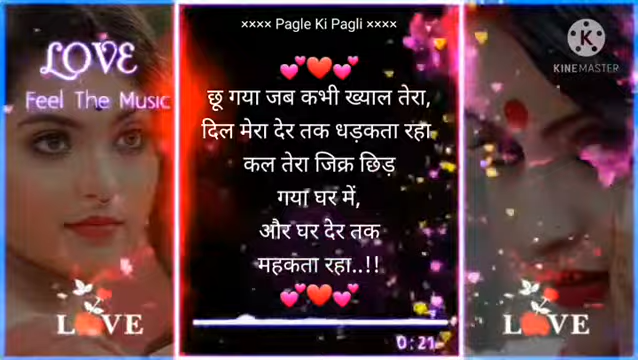 ×××× Pagle Ki Pagli ××××
LOVE
Feel The Music
K
KINEMASTER
💕❤️💕
छू गया जब कभी ख्याल तेरा,
दिल मेरा देर तक धड़कता रहा
कल तेरा जिक्र छिड़
गया घर में,
और घर देर तक
महकता रहा..!!
💕❤️💕
LOVE
LOVE
0:21